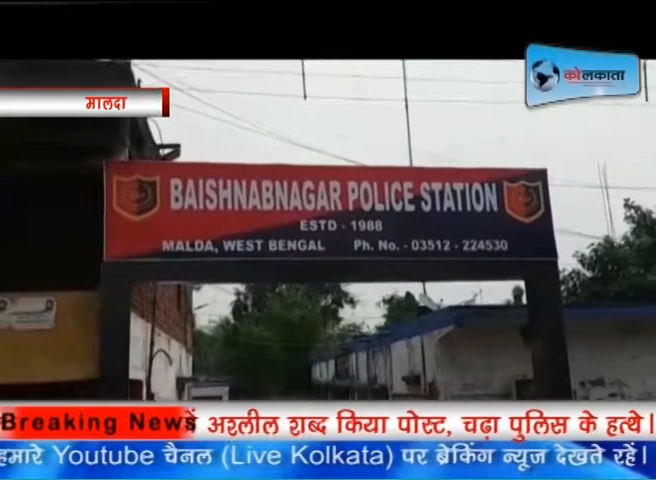 कोलकाता
मालदा
BAISHNABNAGAR POLICE STATION
ESTD - 1988
MALDA, WEST BENGAL Ph. No. - 03512 - 224530
Breaking News में अश्लील शब्द किया पोस्ट, चढ़ा पुलिस के हत्थे।
हमारे Youtube चैनल (Live Kolkata) पर ब्रेकिंग न्यूज देखते रहें।